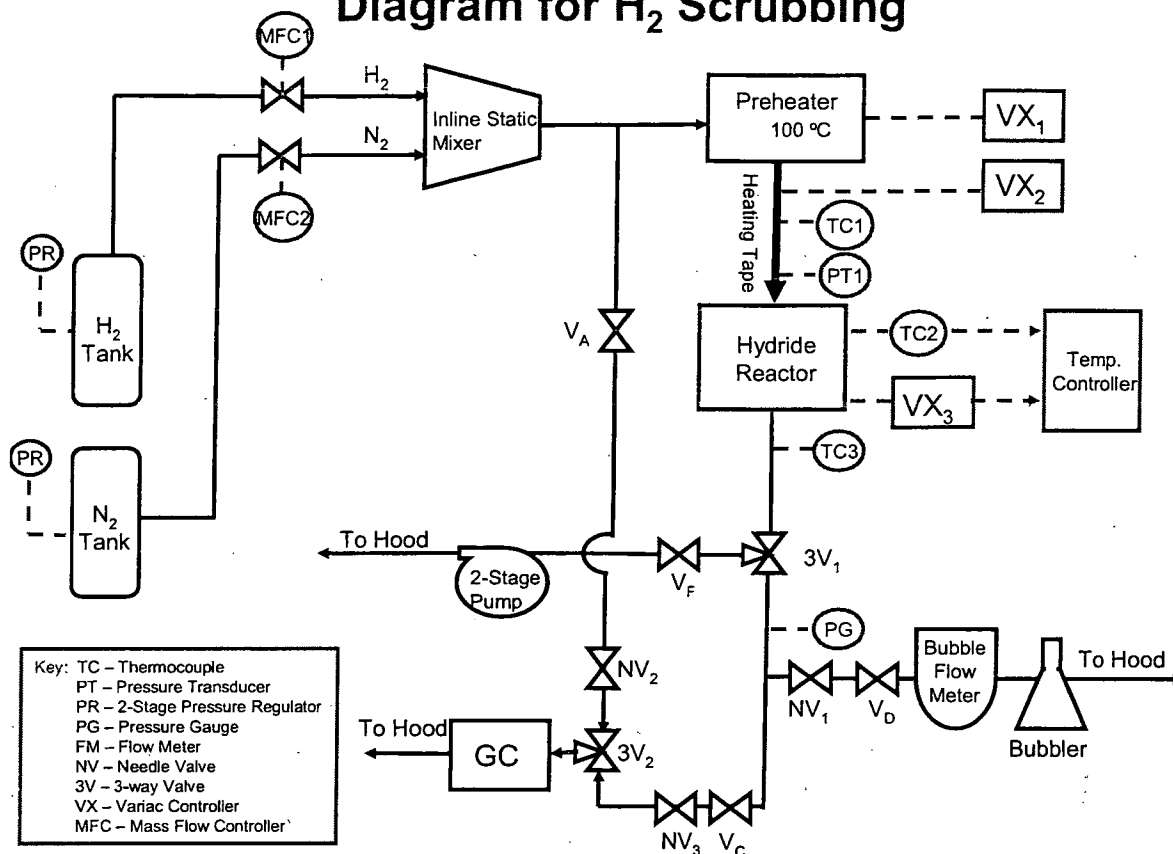 Diagram for H₂ Scrubbing
MFC1
H₂
Inline Static
Mixer
N₂
MFC2
Preheater
100 ºC
VX₁
VX₂
Heating Tape
TC1
PT1
PR
H₂
Tank
V_A
Hydride
Reactor
TC2
VX₃
Temp.
Controller
TC3
PR
N₂
Tank
To Hood
2-Stage
Pump
V_F
3V₁
PG
Bubble
Flow
Meter
To Hood
NV₁
V_D
Bubbler
NV₂
To Hood
GC
3V₂
NV₃
V_C
Key: TC – Thermocouple
PT – Pressure Transducer
PR – 2-Stage Pressure Regulator
PG – Pressure Gauge
FM – Flow Meter
NV – Needle Valve
3V – 3-way Valve
VX – Variac Controller
MFC – Mass Flow Controller